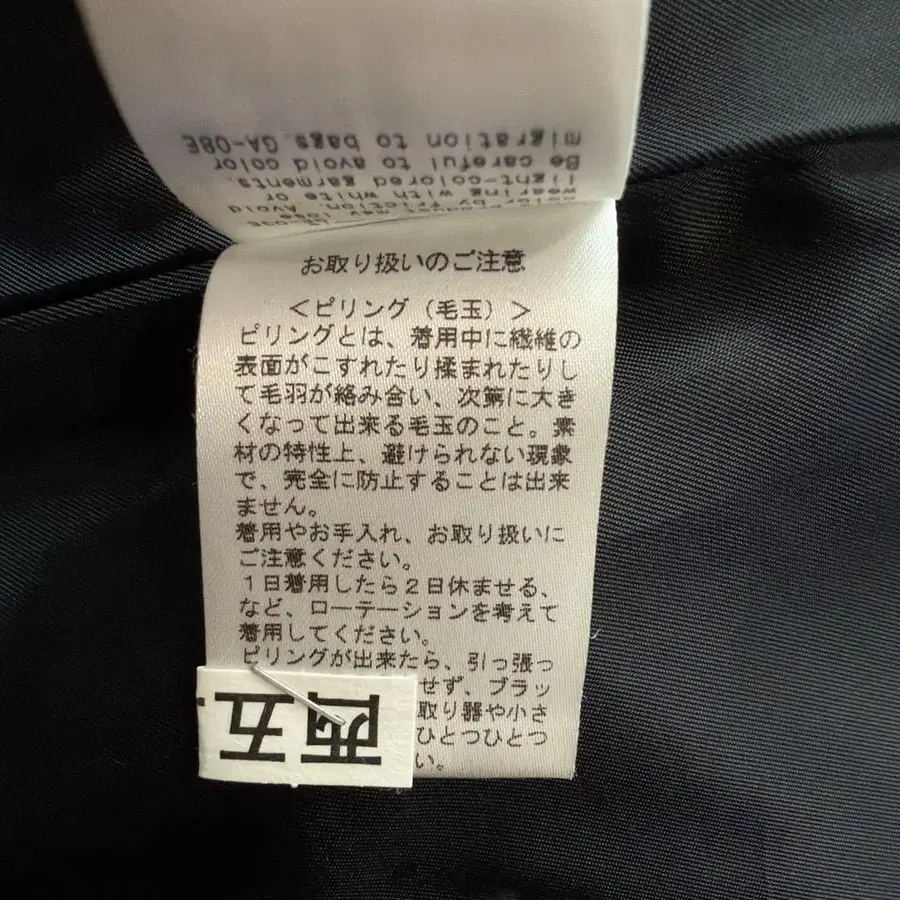 Product may lose
color by friction. Avoid
wearing with white or
light-colored garments.
Be careful to avoid color
migration to bags GA-08E
お取り扱いのご注意
＜ピリング（毛玉）＞
ピリングとは、着用中に繊維の
表面がこすれたり揉まれたりし
て毛羽が絡み合い、次第に大き
くなって出来る毛玉のこと。素
材の特性上、避けられない現象
で、完全に防止することは出来
ません。
着用やお手入れ、お取り扱いに
ご注意ください。
１日着用したら２日休ませる、
など、ローテーションを考えて
着用してください。
ピリングが出来たら、引っ張っ
せず、ブラッ
取り器や小さ
ひとつひとつ
い。
西五